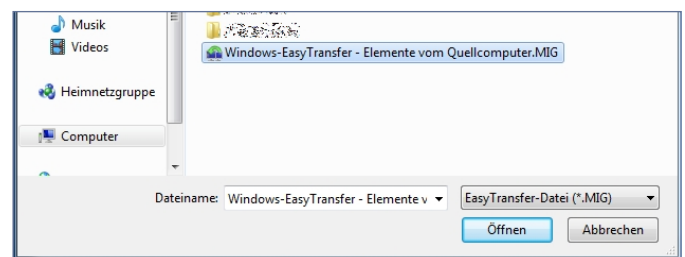 Musik
Videos
Windows-EasyTransfer - Elemente vom Quellcomputer.MIG
Heimnetzgruppe
Computer
Dateiname: Windows-EasyTransfer - Elemente v EasyTransfer-Datei (*.MIG)
Öffnen Abbrechen